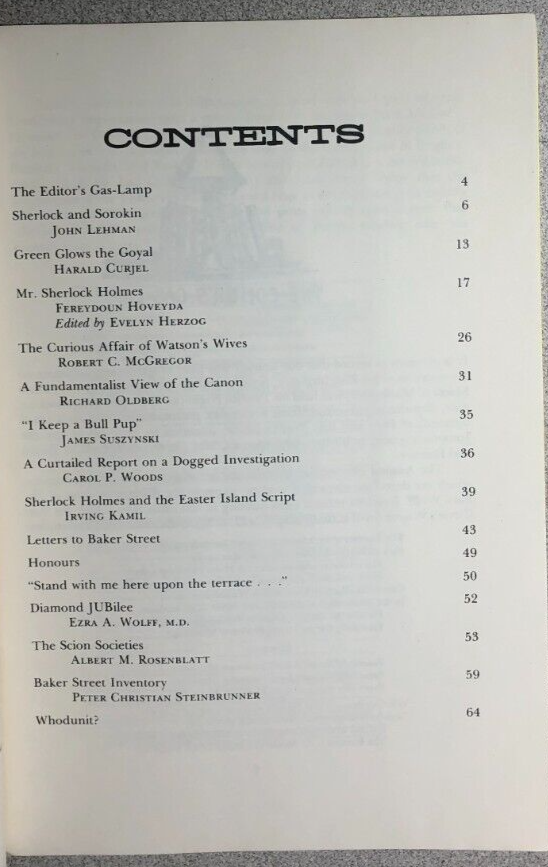 CONTENTS
The Editor's Gas-Lamp 4
Sherlock and Sorokin 6
JOHN LEHMAN
Green Glows the Goyal 13
HARALD CURJEL
Mr. Sherlock Holmes 17
FEREYDOUN HOVEYDA
Edited by EVELYN HERZOG
The Curious Affair of Watson's Wives 26
ROBERT C. MCGREGOR
A Fundamentalist View of the Canon 31
RICHARD OLDBERG
"I Keep a Bull Pup" 35
JAMES SUSZYNSKI
A Curtailed Report on a Dogged Investigation 36
CAROL P. WOODS
Sherlock Holmes and the Easter Island Script 39
IRVING KAMIL
Letters to Baker Street 43
Honours 49
"Stand with me here upon the terrace . . ." 50
Diamond JUBilee 52
EZRA A. WOLFF, M.D.
The Scion Societies 53
ALBERT M. ROSENBLATT
Baker Street Inventory 59
PETER CHRISTIAN STEINBRUNNER
Whodunit? 64